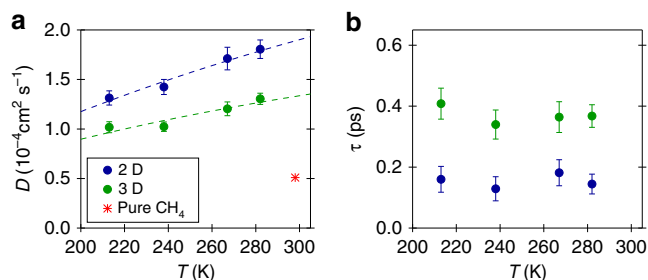 a
2.0
1.5
1.0
0.5
0.0
D (10⁻⁴cm² s⁻¹)
2 D
3 D
Pure CH₄
200 220 240 260 280 300
T (K)
b
0.6
0.4
0.2
0.0
τ (ps)
200 220 240 260 280 300
T (K)